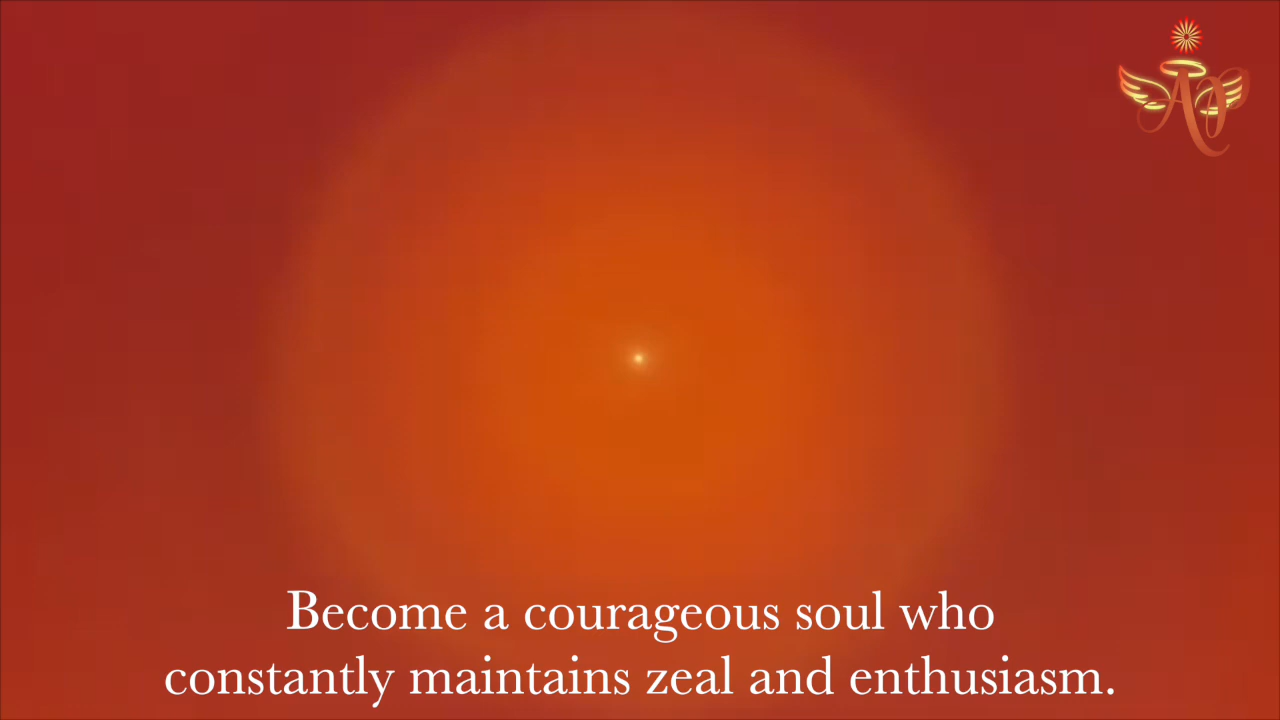 Become a courageous soul who
constantly maintains zeal and enthusiasm.